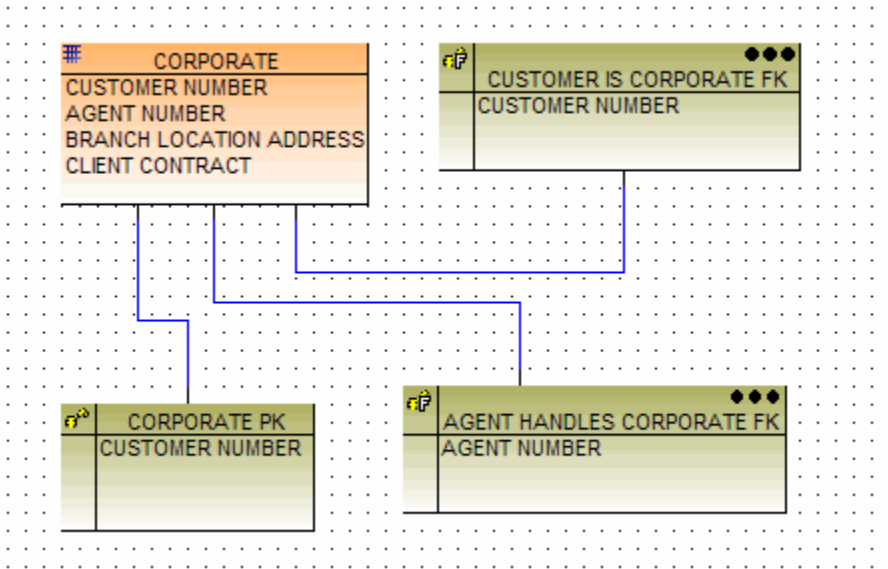 CORPORATE
CUSTOMER NUMBER
AGENT NUMBER
BRANCH LOCATION ADDRESS
CLIENT CONTRACT
CUSTOMER IS CORPORATE FK
CUSTOMER NUMBER
CORPORATE PK
CUSTOMER NUMBER
AGENT HANDLES CORPORATE FK
AGENT NUMBER